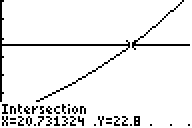 Intersection
X=20.731324 .Y=22.8 . . .